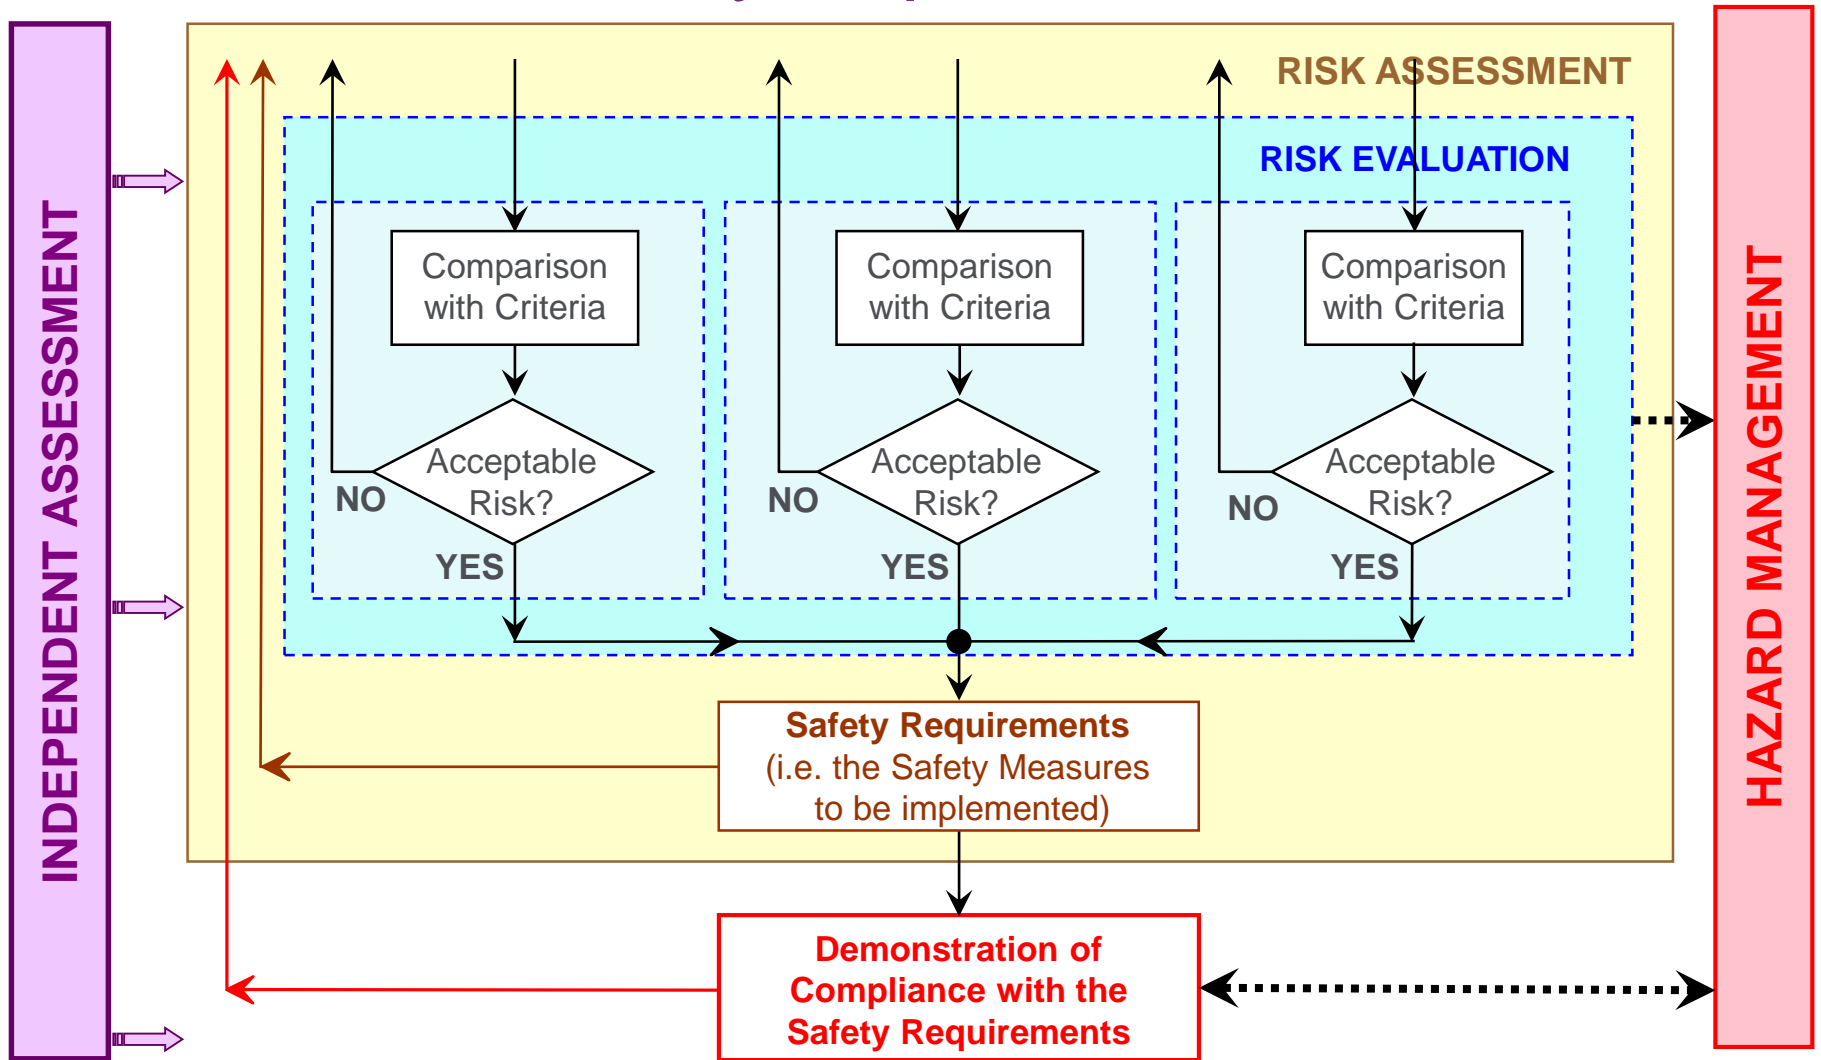 INDEPENDENT ASSESSMENT
RISK ASSESSMENT
RISK EVALUATION
Comparison
with Criteria
Comparison
with Criteria
Comparison
with Criteria
Acceptable
Risk?
Acceptable
Risk?
Acceptable
Risk?
NO
NO
NO
YES
YES
YES
Safety Requirements
(i.e. the Safety Measures
to be implemented)
Demonstration of
Compliance with the
Safety Requirements
HAZARD MANAGEMENT